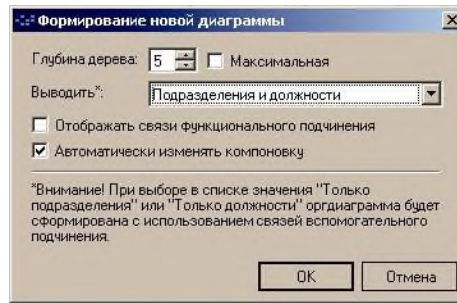 Формирование новой диаграммы
Глубина дерева: 5 Максимальная
Выводить*: Подразделения и должности
Отображать связи функционального подчинения
Автоматически изменять компоновку
*Внимание! При выборе в списке значения "Только
подразделения" или "Только должности" оргдиаграмма будет
сформирована с использованием связей вспомогательного
подчинения.
OK Отмена